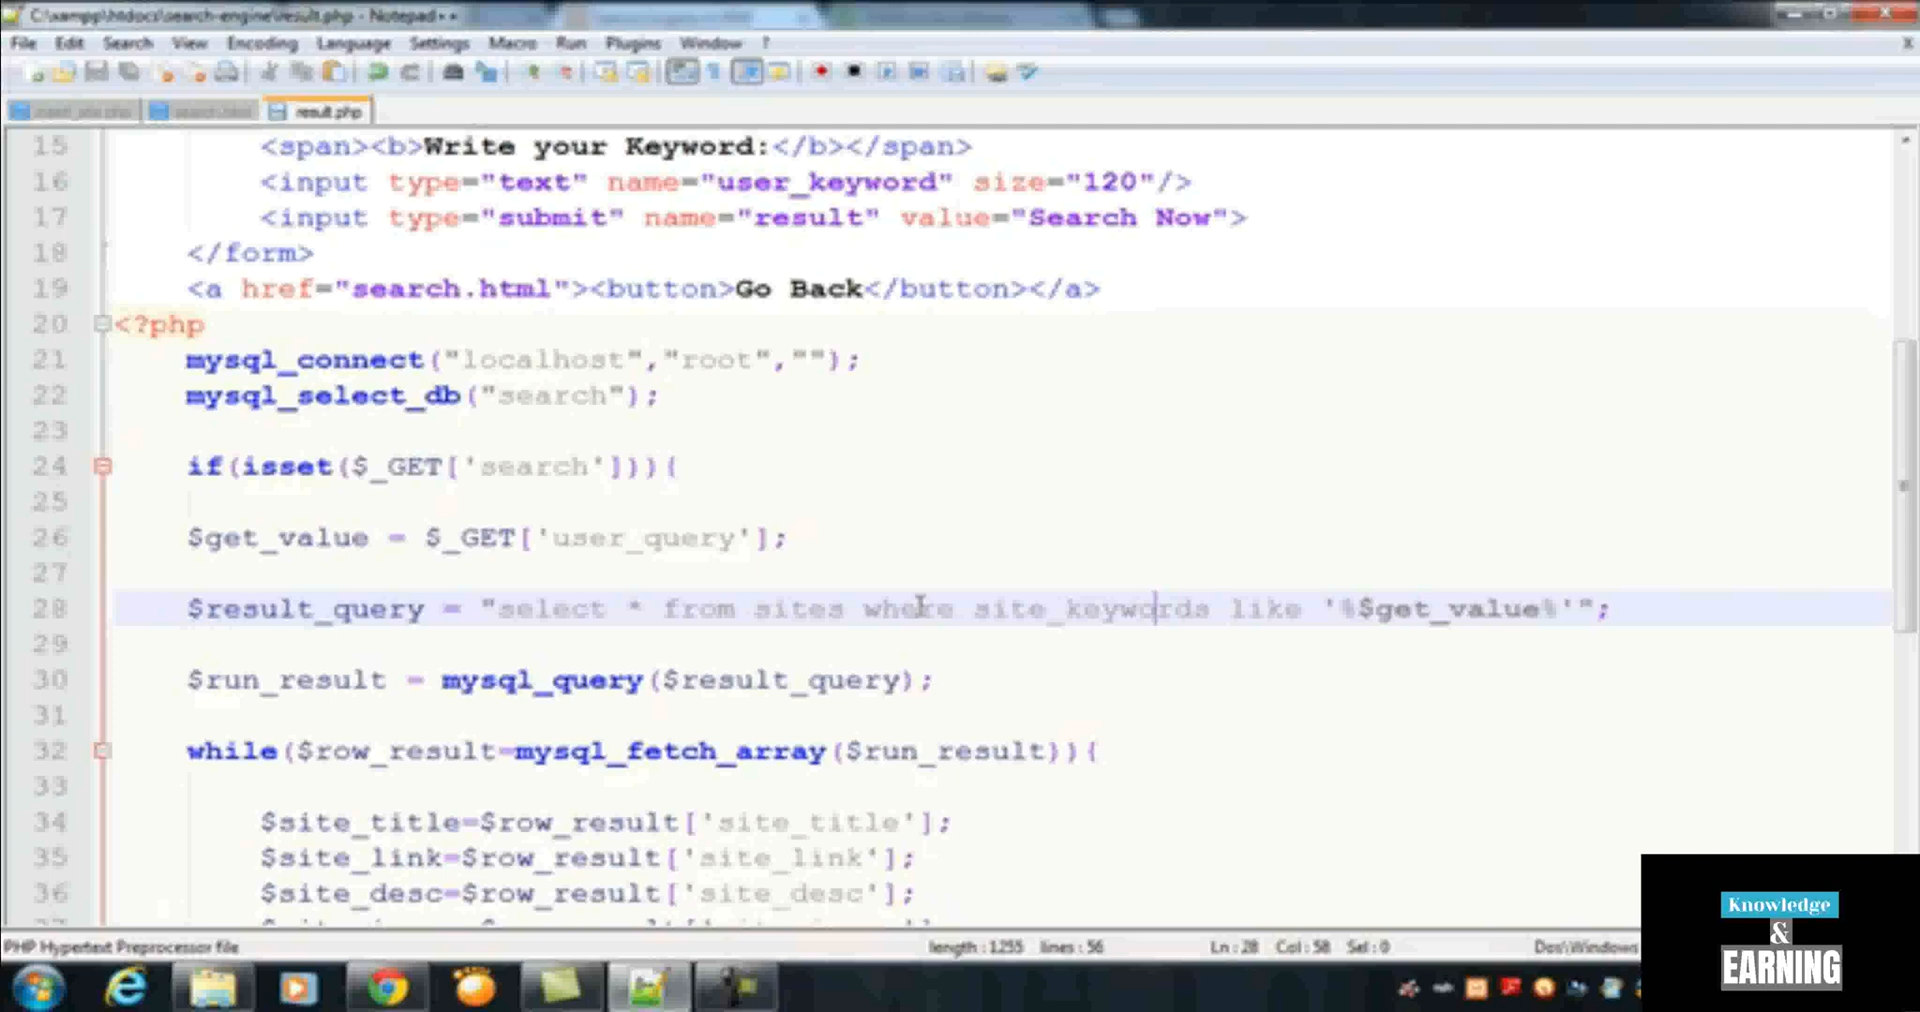 C:\xampp\htdocs\search-engine\result.php - Notepad++
File Edit Search View Encoding Language Settings Macro Run Plugins Window ?
result.php
15 <span><b>Write your Keyword:</b></span>
16 <input type="text" name="user_keyword" size="120"/>
17 <input type="submit" name="result" value="Search Now">
18 </form>
19 <a href="search.html"><button>Go Back</button></a>
20 <?php
21 mysql_connect("localhost","root","");
22 mysql_select_db("search");
23
24 if(isset($_GET['search'])){
25
26 $get_value = $_GET['user_query'];
27
28 $result_query = "select * from sites where site_keywords like '%$get_value%'";
29
30 $run_result = mysql_query($result_query);
31
32 while($row_result=mysql_fetch_array($run_result)){
33
34 $site_title=$row_result['site_title'];
35 $site_link=$row_result['site_link'];
36 $site_desc=$row_result['site_desc'];
PHP Hypertext Preprocessor file length : 1255 lines : 56 Ln : 28 Col : 58 Sel : 0 Dos\Windows
Knowledge
&
EARNING